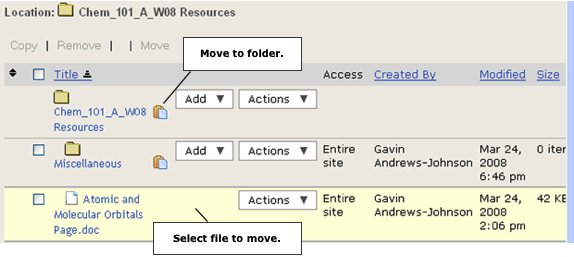 Location: Chem_101_A_W08 Resources
Copy | Remove | | Move
Move to folder.
Title Access Created By Modified Size
Chem_101_A_W08
Resources
Add ▼ Actions ▼
Miscellaneous
Add ▼ Actions ▼
Entire
site
Gavin
Andrews-Johnson
Mar 24,
2008
6:46 pm
0 iter
Atomic and
Molecular Orbitals
Page.doc
Actions ▼
Entire
site
Gavin
Andrews-Johnson
Mar 24,
2008
2:06 pm
42 KB
Select file to move.